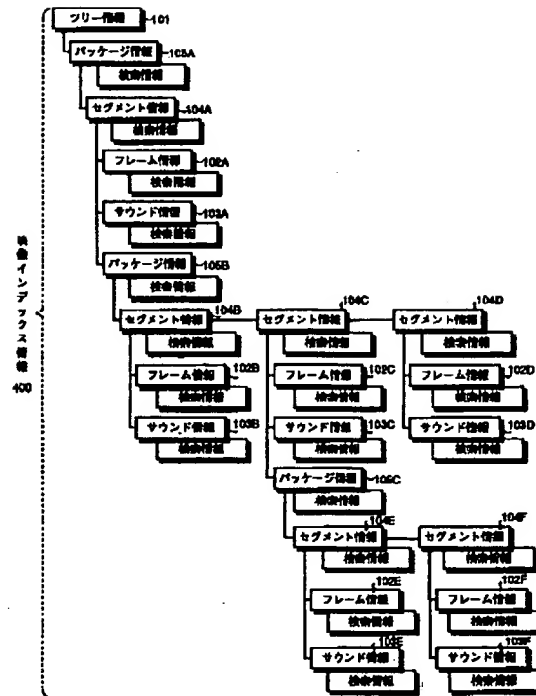 ツリー情報 101
パッケージ情報 105A
検索情報
セグメント情報 104A
検索情報
フレーム情報 102A
検索情報
サウンド情報 103A
検索情報
パッケージ情報 105B
検索情報
セグメント情報 104B
検索情報
セグメント情報 104C
検索情報
セグメント情報 104D
検索情報
フレーム情報 102B
検索情報
フレーム情報 102C
検索情報
フレーム情報 102D
検索情報
サウンド情報 103B
検索情報
サウンド情報 103C
検索情報
サウンド情報 103D
検索情報
パッケージ情報 105C
検索情報
セグメント情報 104E
検索情報
セグメント情報 104F
検索情報
フレーム情報 102E
検索情報
フレーム情報 102F
検索情報
サウンド情報 103E
検索情報
サウンド情報 103F
検索情報
映像インデックス情報 400